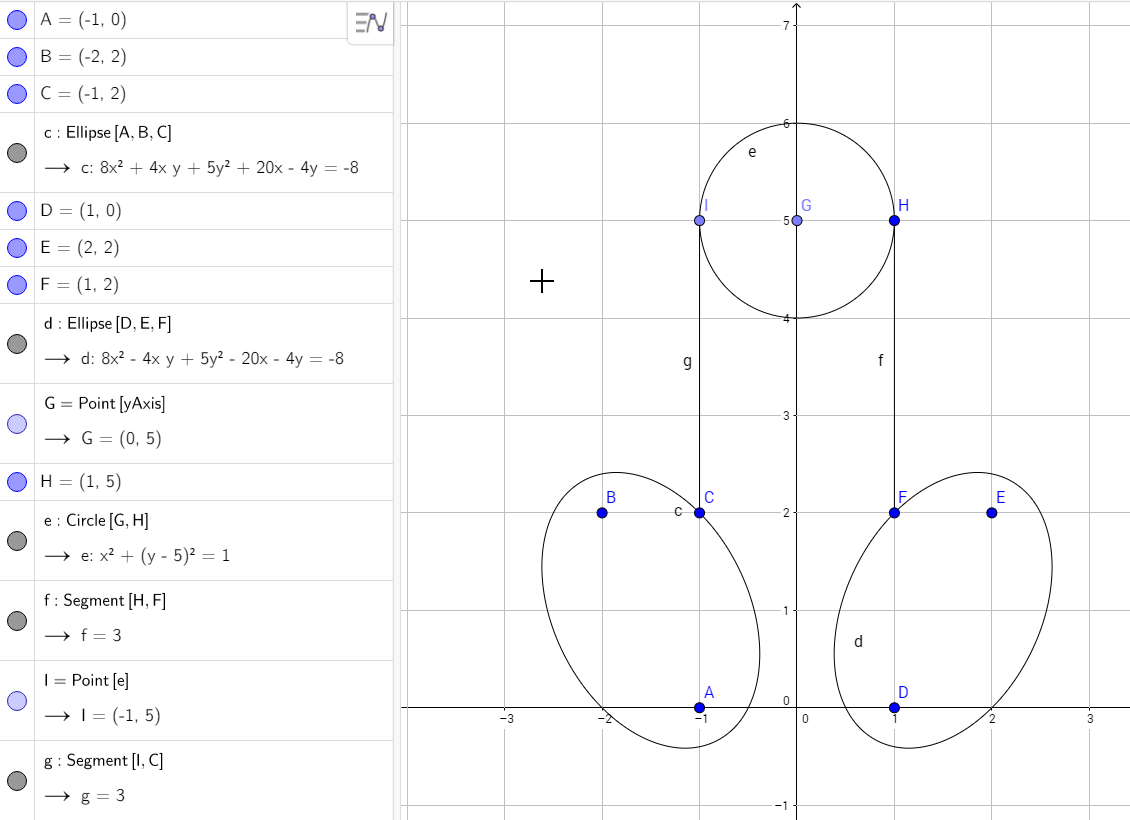 A = (-1, 0)
B = (-2, 2)
C = (-1, 2)
c : Ellipse [A, B, C]
→ c: 8x² + 4x y + 5y² + 20x - 4y = -8
D = (1, 0)
E = (2, 2)
F = (1, 2)
d : Ellipse [D, E, F]
→ d: 8x² - 4x y + 5y² - 20x - 4y = -8
G = Point [yAxis]
→ G = (0, 5)
H = (1, 5)
e : Circle [G, H]
→ e: x² + (y - 5)² = 1
f : Segment [H, F]
→ f = 3
I = Point [e]
→ I = (-1, 5)
g : Segment [I, C]
→ g = 3
7
6
e
I
G
H
5
4
g
f
3
B
C
F
E
c
2
1
d
A
0
D
−3
−2
−1
0
1
2
3
−1